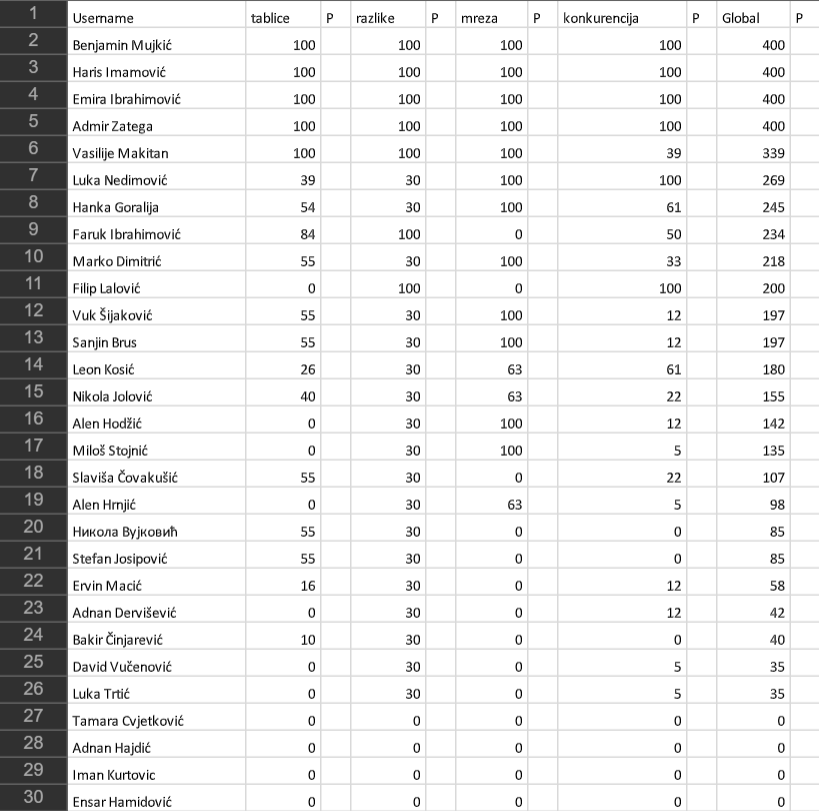 1 Username tablice P razlike P mreza P konkurencija P Global P
2 Benjamin Mujkić 100 100 100 100 400
3 Haris Imamović 100 100 100 100 400
4 Emira Ibrahimović 100 100 100 100 400
5 Admir Zatega 100 100 100 100 400
6 Vasilije Makitan 100 100 100 39 339
7 Luka Nedimović 39 30 100 100 269
8 Hanka Goralija 54 30 100 61 245
9 Faruk Ibrahimović 84 100 0 50 234
10 Marko Dimitrić 55 30 100 33 218
11 Filip Lalović 0 100 0 100 200
12 Vuk Šijaković 55 30 100 12 197
13 Sanjin Brus 55 30 100 12 197
14 Leon Kosić 26 30 63 61 180
15 Nikola Jolović 40 30 63 22 155
16 Alen Hodžić 0 30 100 12 142
17 Miloš Stojnić 0 30 100 5 135
18 Slaviša Čovakušić 55 30 0 22 107
19 Alen Hrnjić 0 30 63 5 98
20 Никола Вујковић 55 30 0 0 85
21 Stefan Josipović 55 30 0 0 85
22 Ervin Macić 16 30 0 12 58
23 Adnan Dervišević 0 30 0 12 42
24 Bakir Činjarević 10 30 0 0 40
25 David Vučenović 0 30 0 5 35
26 Luka Trtić 0 30 0 5 35
27 Tamara Cvjetković 0 0 0 0 0
28 Adnan Hajdić 0 0 0 0 0
29 Iman Kurtovic 0 0 0 0 0
30 Ensar Hamidović 0 0 0 0 0